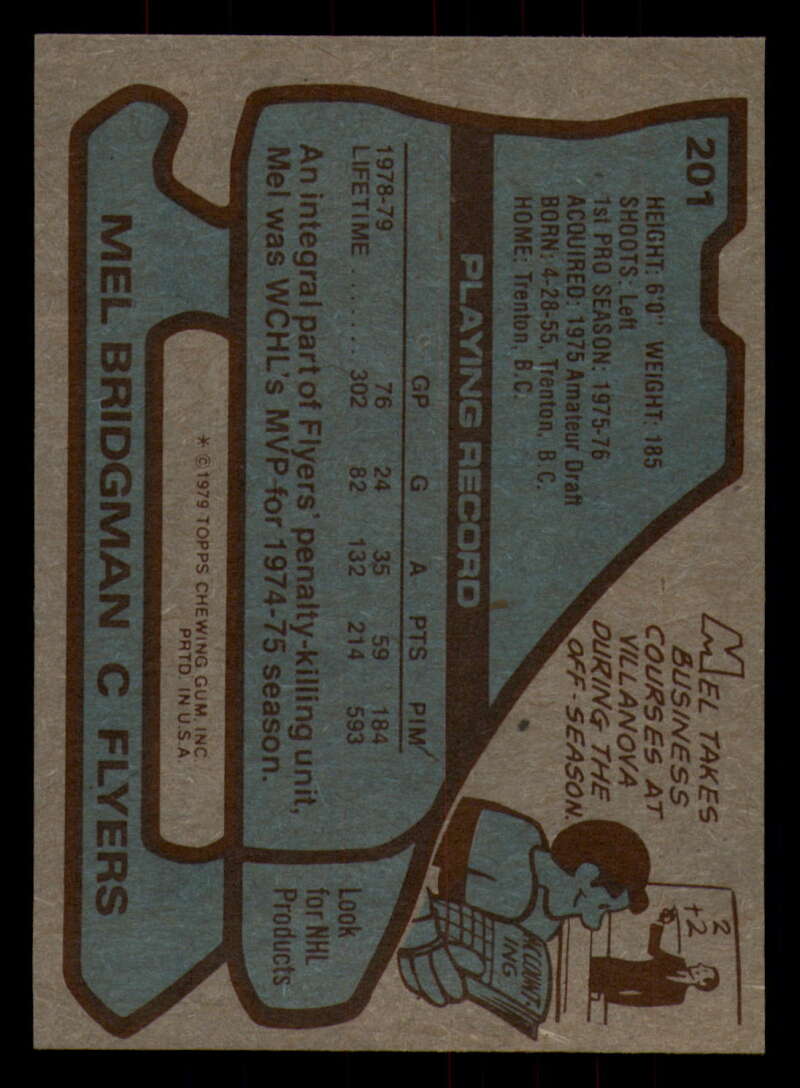 201
HEIGHT: 6'0" WEIGHT: 185
SHOOTS: Left
1st PRO SEASON: 1975-76
ACQUIRED: 1975 Amateur Draft
BORN: 4-28-55, Trenton, B.C.
HOME: Trenton, B.C.
MEL TAKES
BUSINESS
COURSES AT
VILLANOVA
DURING THE
OFF-SEASON.
2
+2
ACCOUNT-
ING
PLAYING RECORD
GP G A PTS PIM
1978-79 76 24 35 59 184
LIFETIME ........ 302 82 132 214 593
An integral part of Flyers' penalty-killing unit,
Mel was WCHL's MVP for 1974-75 season.
Look
for NHL
Products
* ©1979 TOPPS CHEWING GUM, INC
PRTD. IN U.S.A
MEL BRIDGMAN C FLYERS